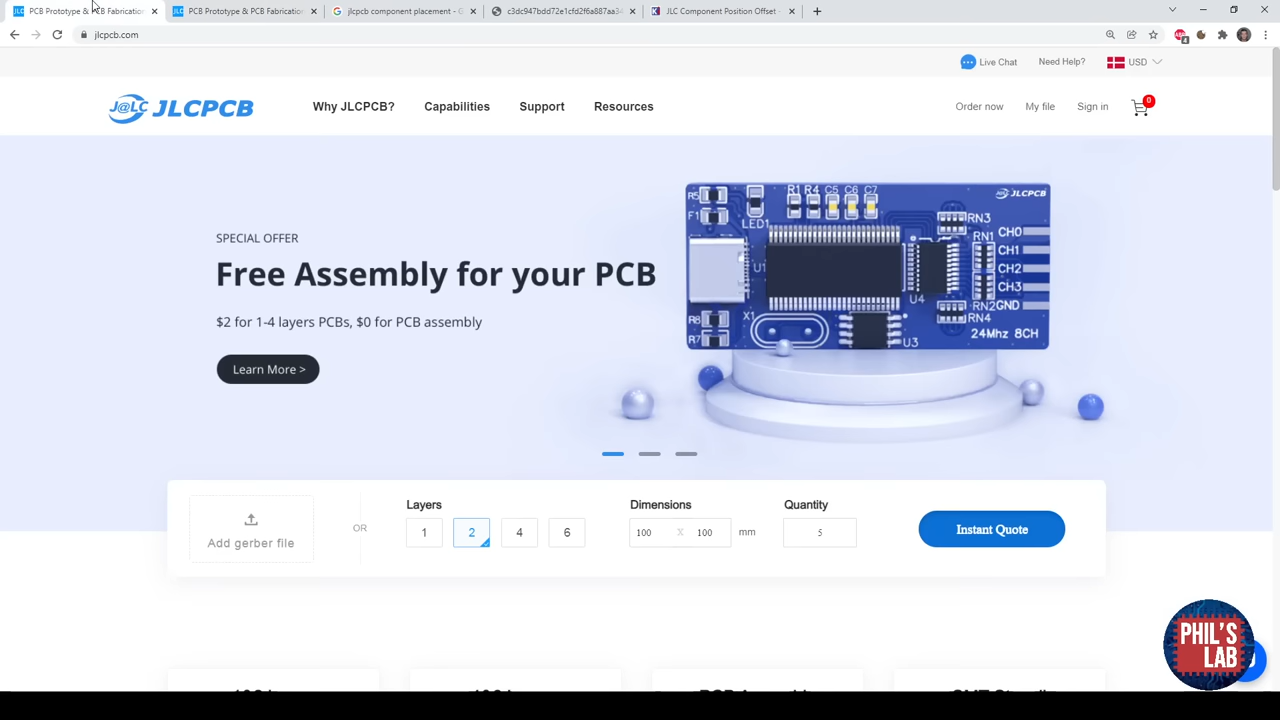 PCB Prototype & PCB Fabrication
PCB Prototype & PCB Fabrication
jlcpcb component placement - G
c3dc947bdd72e1cfd2f6a887aa34
JLC Component Position Offset -
jlcpcb.com
Live Chat
Need Help?
USD
J@LC JLCPCB
Why JLCPCB?
Capabilities
Support
Resources
Order now
My file
Sign in
0
SPECIAL OFFER
Free Assembly for your PCB
$2 for 1-4 layers PCBs, $0 for PCB assembly
Learn More >
R5
F1
LED1
R1 R4 C5 C6 C7
JLCPCB
RN3
RN1
CH0
CH1
CH2
CH3
GND
U1
U4
RN2
RN4
R8
R7
X1
U3
24Mhz 8CH
Add gerber file
OR
Layers
1
2
4
6
Dimensions
100 X 100 mm
Quantity
5
Instant Quote
PHIL'S
LAB